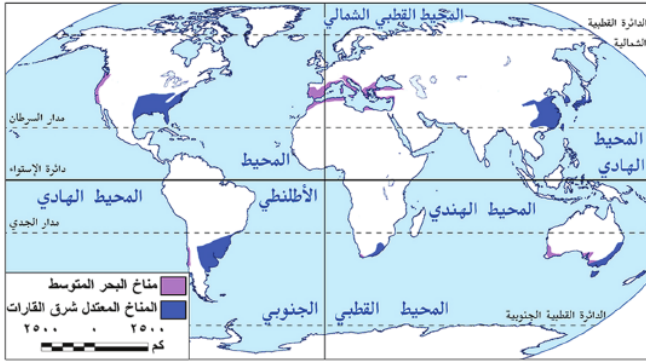 المحيط القطبي الشمالي
الدائرة القطبية
الشمالية
مدار السرطان
المحيط
الهادي
المحيط
دائرة الإستواء
الأطلنطي
المحيط الهندي
المحيط الهادي
مدار الجدي
مناخ البحر المتوسط
المناخ المعتدل شرق القارات
٢٥٠٠ ٠ ٢٥٠٠
كم
المحيط القطبي الجنوبي
الدائرة القطبية الجنوبية